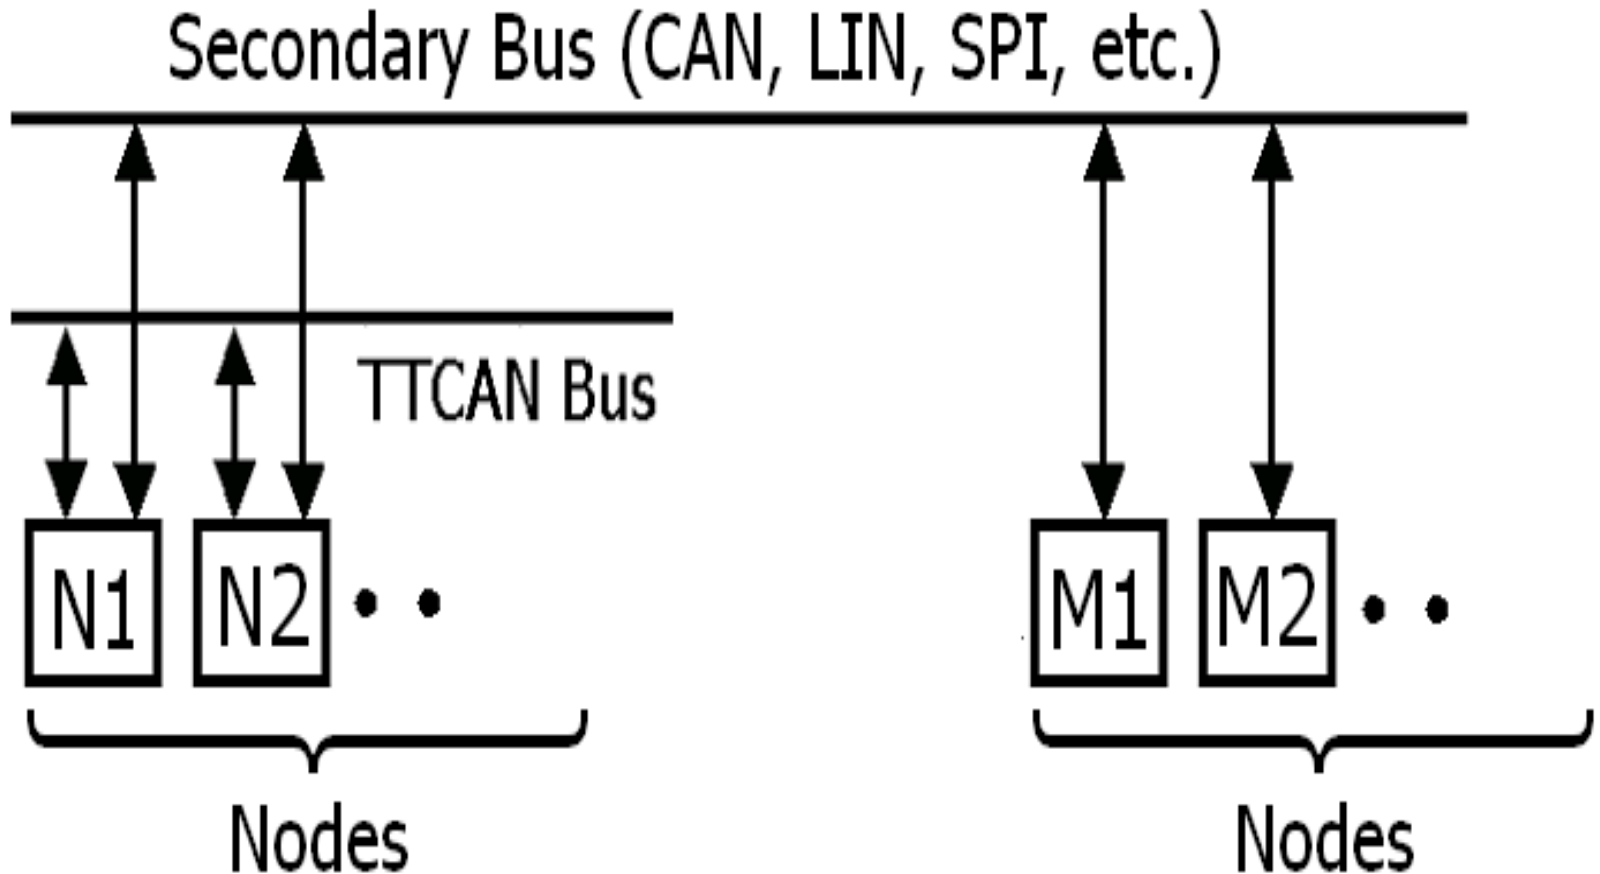 Secondary Bus (CAN, LIN, SPI, etc.)
TTCAN Bus
N1 N2 • • M1 M2 • •
Nodes Nodes